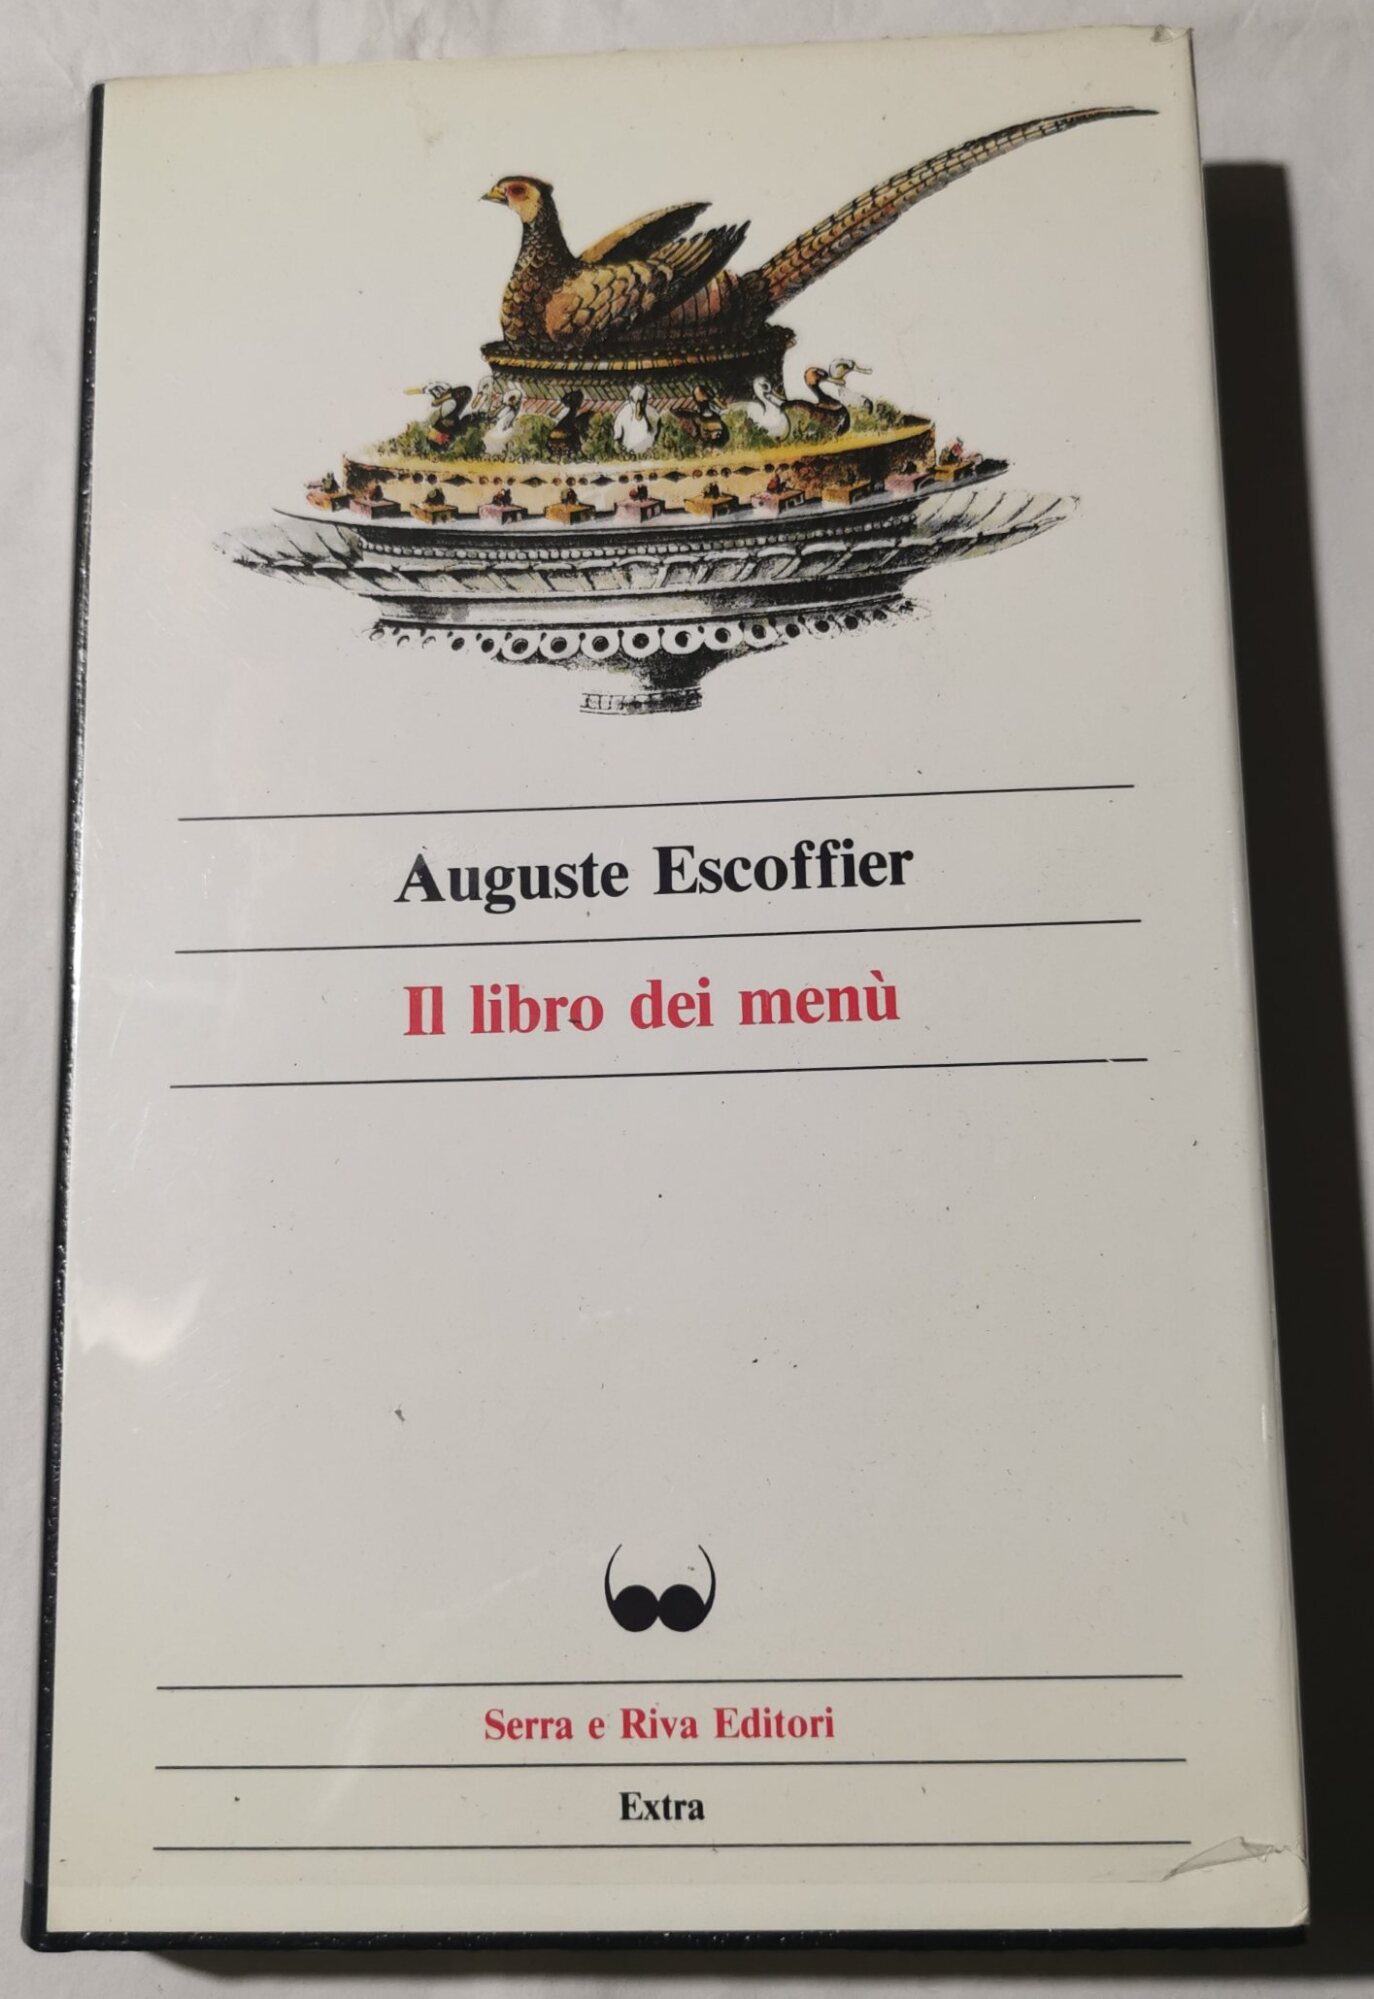 Auguste Escoffier
Il libro dei menù
Serra e Riva Editori
Extra